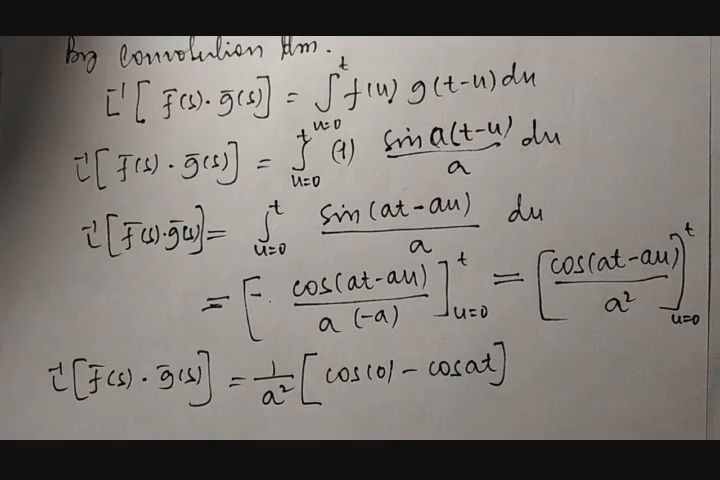 By Convolution thm.
L⁻¹[ f̄(s) · ḡ(s)] = ∫_{u=0}^{t} f(u) g(t-u) du
L⁻¹[ f̄(s) · ḡ(s)] = ∫_{u=0}^{t} (1) sin a(t-u)/a du
L⁻¹[f̄(s)·ḡ(s)] = ∫_{u=0}^{t} sin(at-au)/a du
= [- cos(at-au)/a(-a)]_{u=0}^{t} = [cos(at-au)/a²]_{u=0}^{t}
L⁻¹[f̄(s) · ḡ(s)] = 1/a² [cos(0) - cosat]